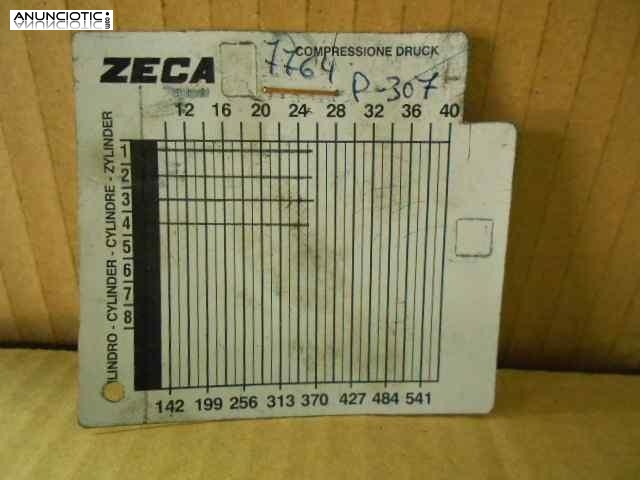 ANUNCIOTIC
COMPRESSIONE DRUCK
ZECA
7764
P-307
12 16 20 24 28 32 36 40
LINDRO - CYLINDER - CYLINDRE - ZYLINDER
1
2
3
4
5
6
7
8
142 199 256 313 370 427 484 541